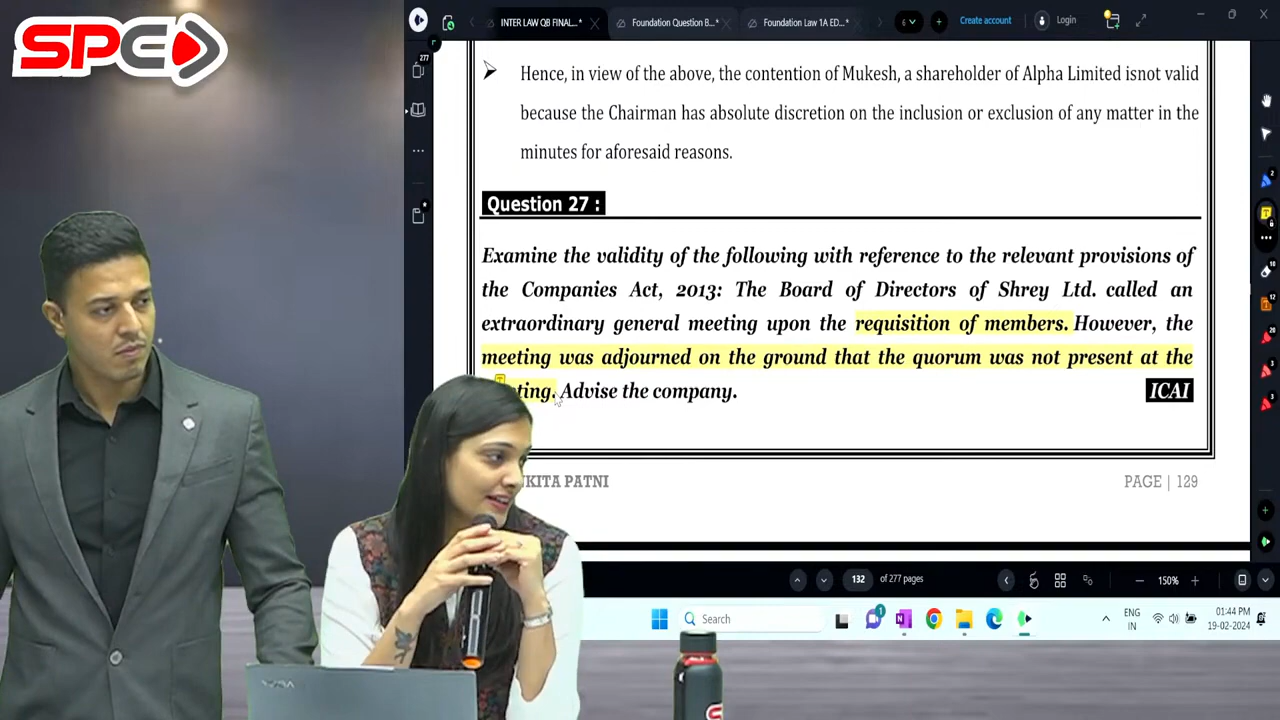 SPC
INTER LAW QB FINAL...*
Foundation Question B...*
Foundation Law 1A ED...*
6
Create account
Login
277
Hence, in view of the above, the contention of Mukesh, a shareholder of Alpha Limited isnot valid
because the Chairman has absolute discretion on the inclusion or exclusion of any matter in the
minutes for aforesaid reasons.
Question 27 :
Examine the validity of the following with reference to the relevant provisions of
the Companies Act, 2013: The Board of Directors of Shrey Ltd. called an
extraordinary general meeting upon the requisition of members. However, the
meeting was adjourned on the ground that the quorum was not present at the
ting. Advise the company.
ICAI
KITA PATNI
PAGE | 129
132
of 277 pages
150%
Search
ENG
IN
01:44 PM
19-02-2024